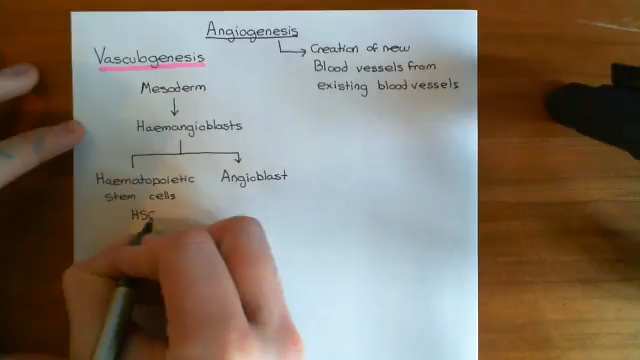 Angiogenesis
Creation of new
Blood vessels from
existing blood vessels
Vasculogenesis
Mesoderm
Haemangioblasts
Haematopoietic
stem cells
HSC
Angioblast